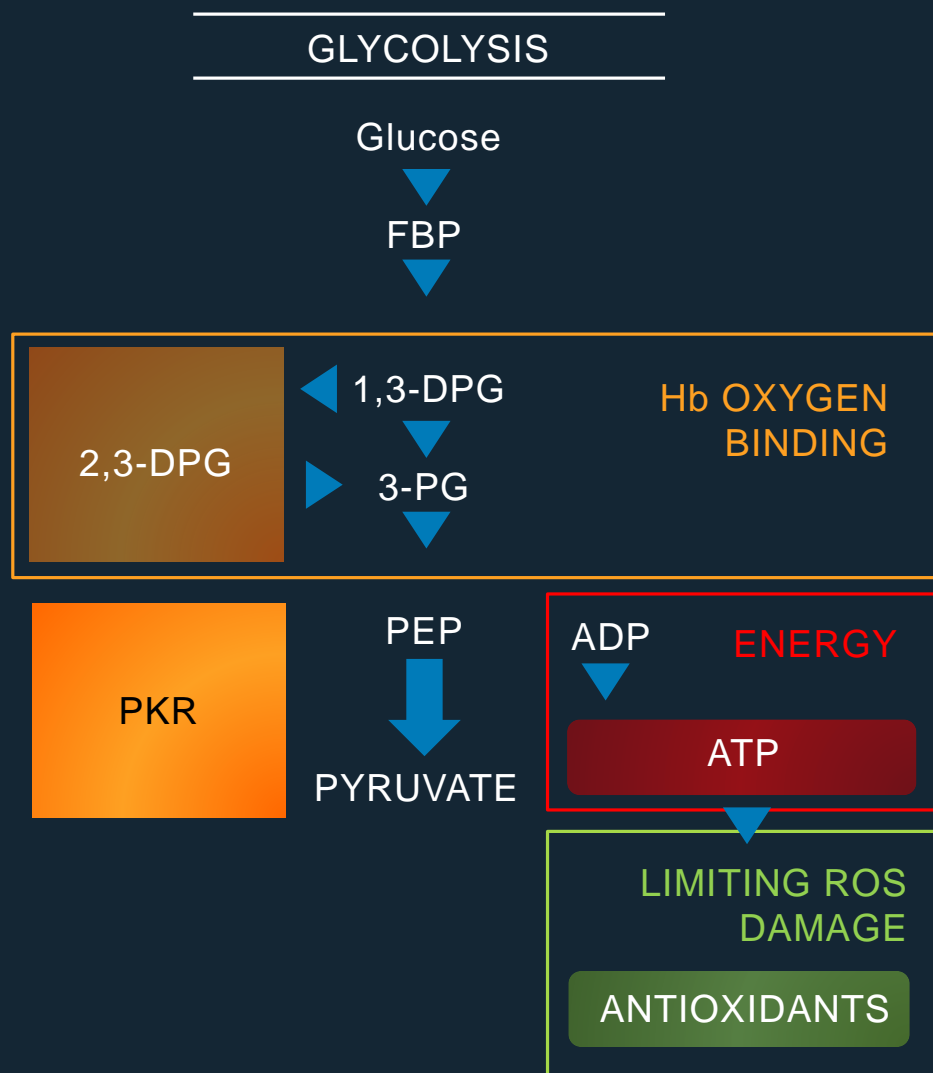 GLYCOLYSIS
Glucose
FBP
1,3-DPG
Hb OXYGEN
BINDING
2,3-DPG
3-PG
PKR
PEP
PYRUVATE
ADP
ENERGY
ATP
LIMITING ROS
DAMAGE
ANTIOXIDANTS